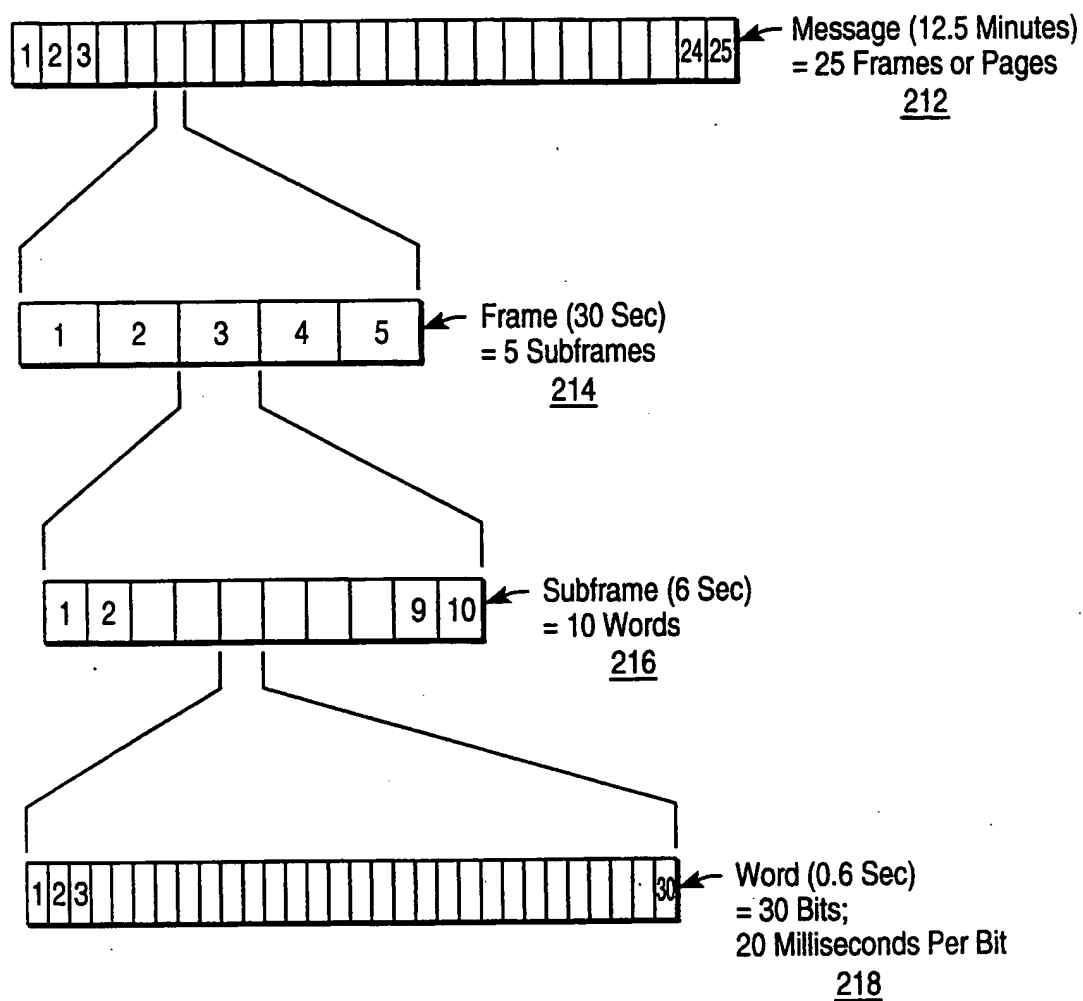 1 2 3 24 25
Message (12.5 Minutes)
= 25 Frames or Pages
212
1 2 3 4 5
Frame (30 Sec)
= 5 Subframes
214
1 2 9 10
Subframe (6 Sec)
= 10 Words
216
1 2 3 30
Word (0.6 Sec)
= 30 Bits;
20 Milliseconds Per Bit
218